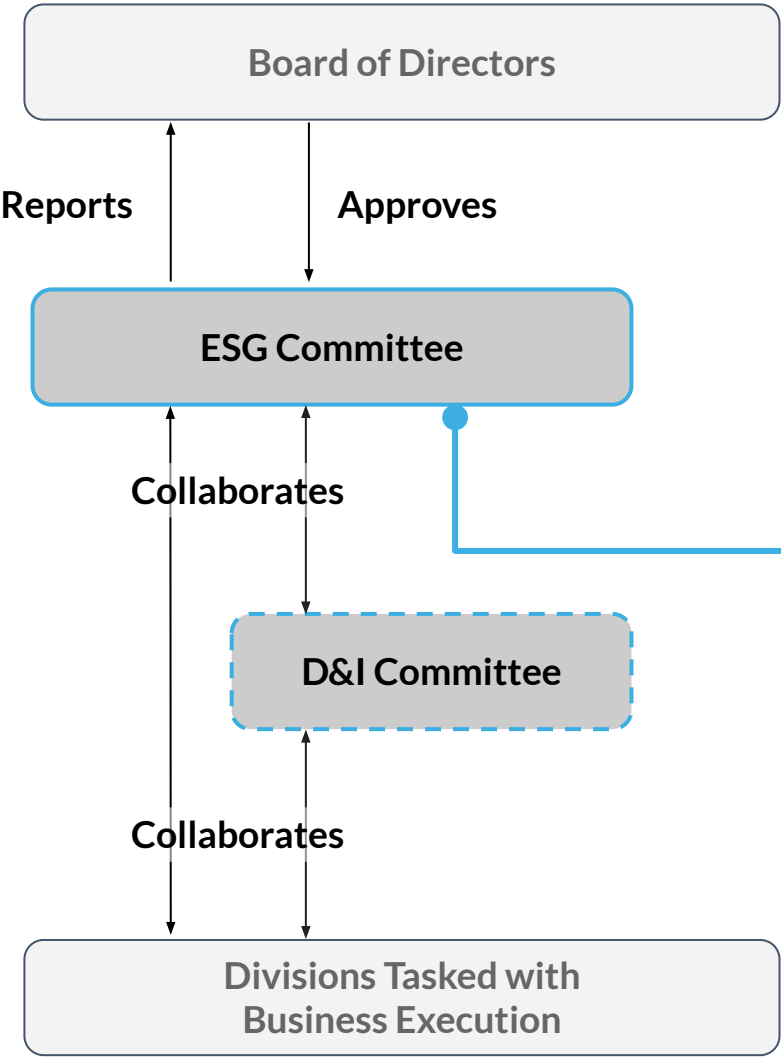 Board of Directors
Reports
Approves
ESG Committee
Collaborates
D&I Committee
Collaborates
Divisions Tasked with
Business Execution